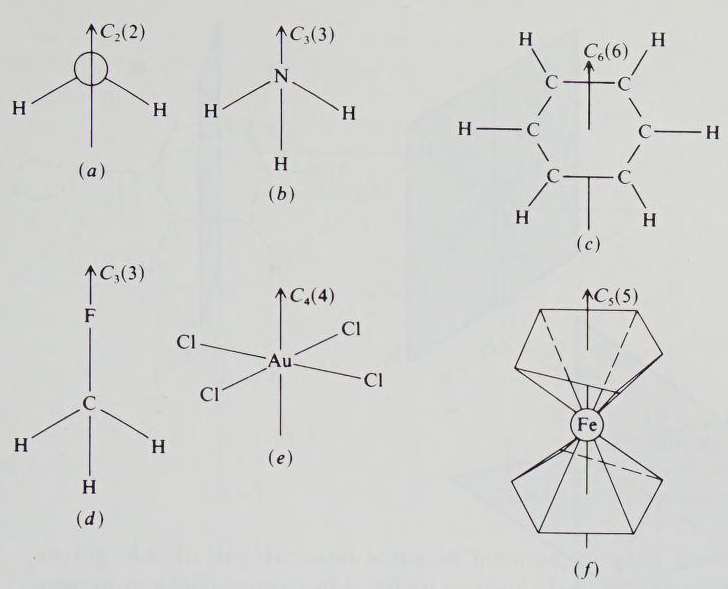 C₂(2)
H H
(a)
C₃(3)
N
H H
H
(b)
C₆(6)
H H
C C
H C C H
C C
H H
(c)
C₃(3)
F
C
H H
H
(d)
C₄(4)
Cl Cl
Au
Cl Cl
(e)
C₅(5)
Fe
(f)